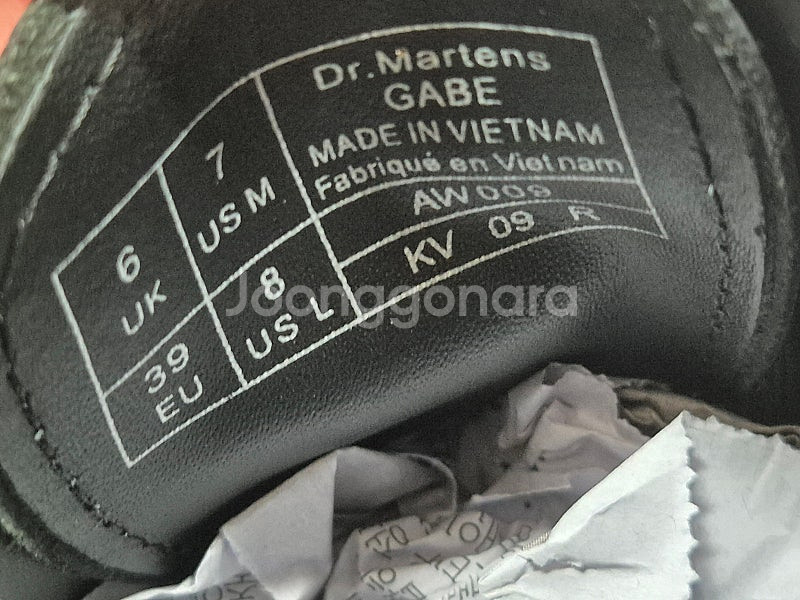 Dr.Martens
GABE
MADE IN VIETNAM
Fabriqué en Vietnam
AW009
KV 09 R
6
UK
7
US M
39
EU
8
US L
Joonggonara